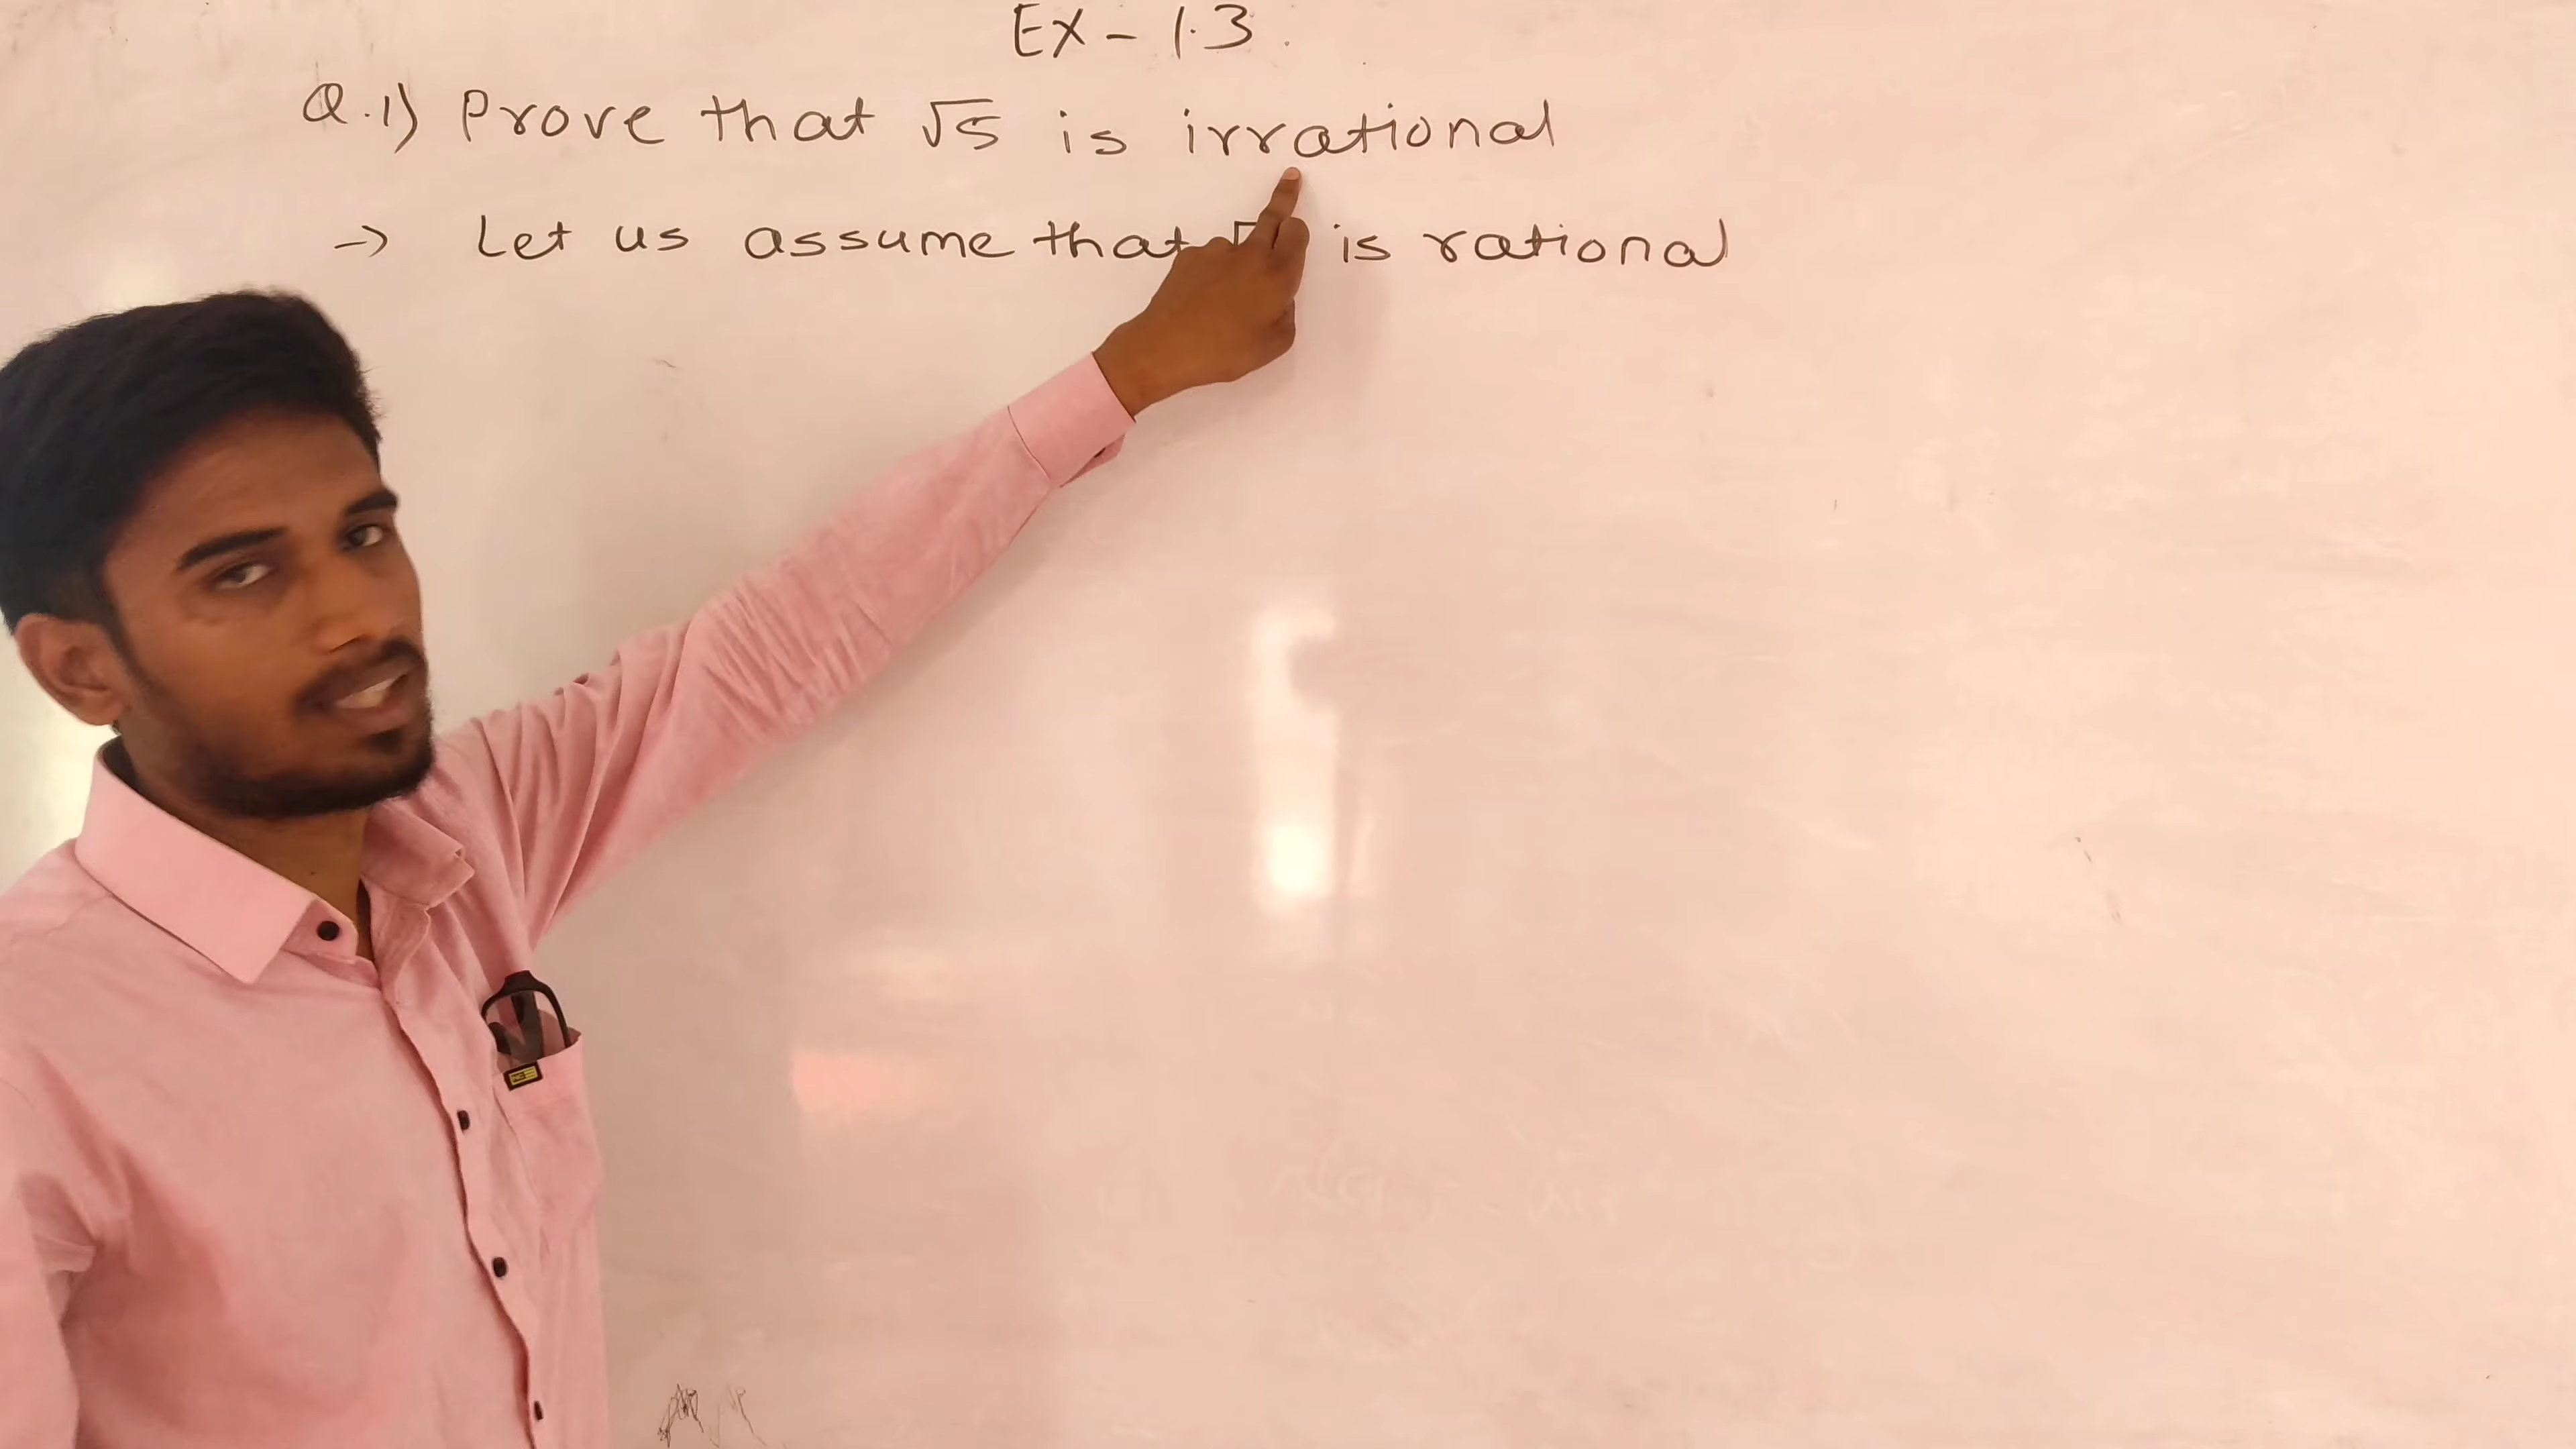 Ex - 1.3.
Q.1) Prove that √5 is irrational
→ Let us assume that is rational